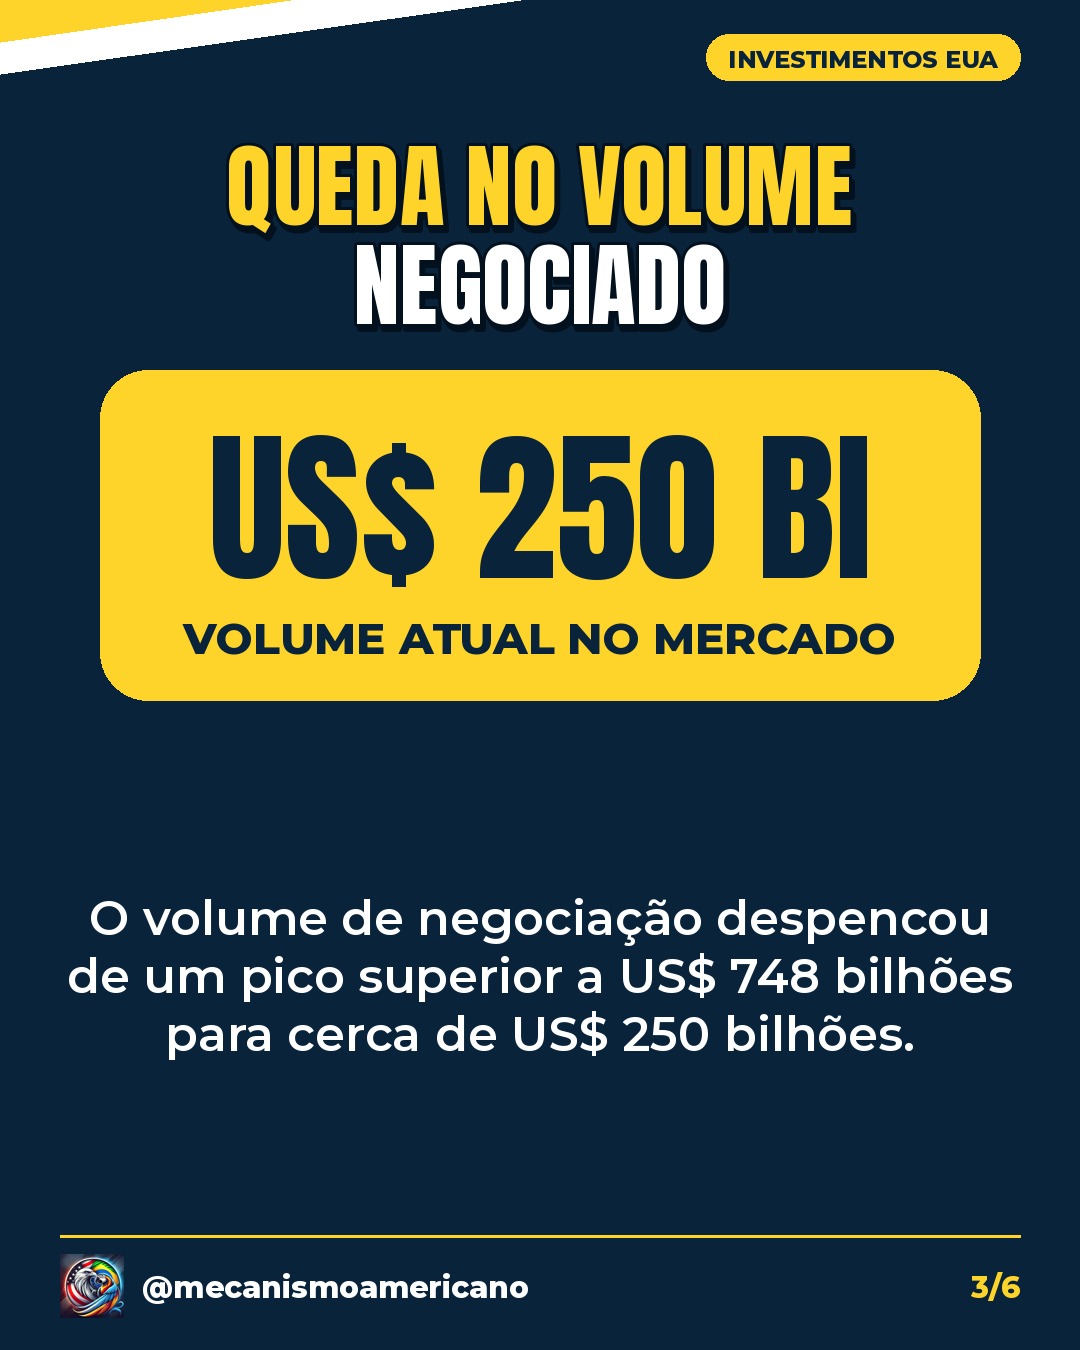 INVESTIMENTOS EUA
QUEDA NO VOLUME
NEGOCIADO
US$ 250 BI
VOLUME ATUAL NO MERCADO
O volume de negociação despencou
de um pico superior a US$ 748 bilhões
para cerca de US$ 250 bilhões.
@mecanismoamericano
3/6